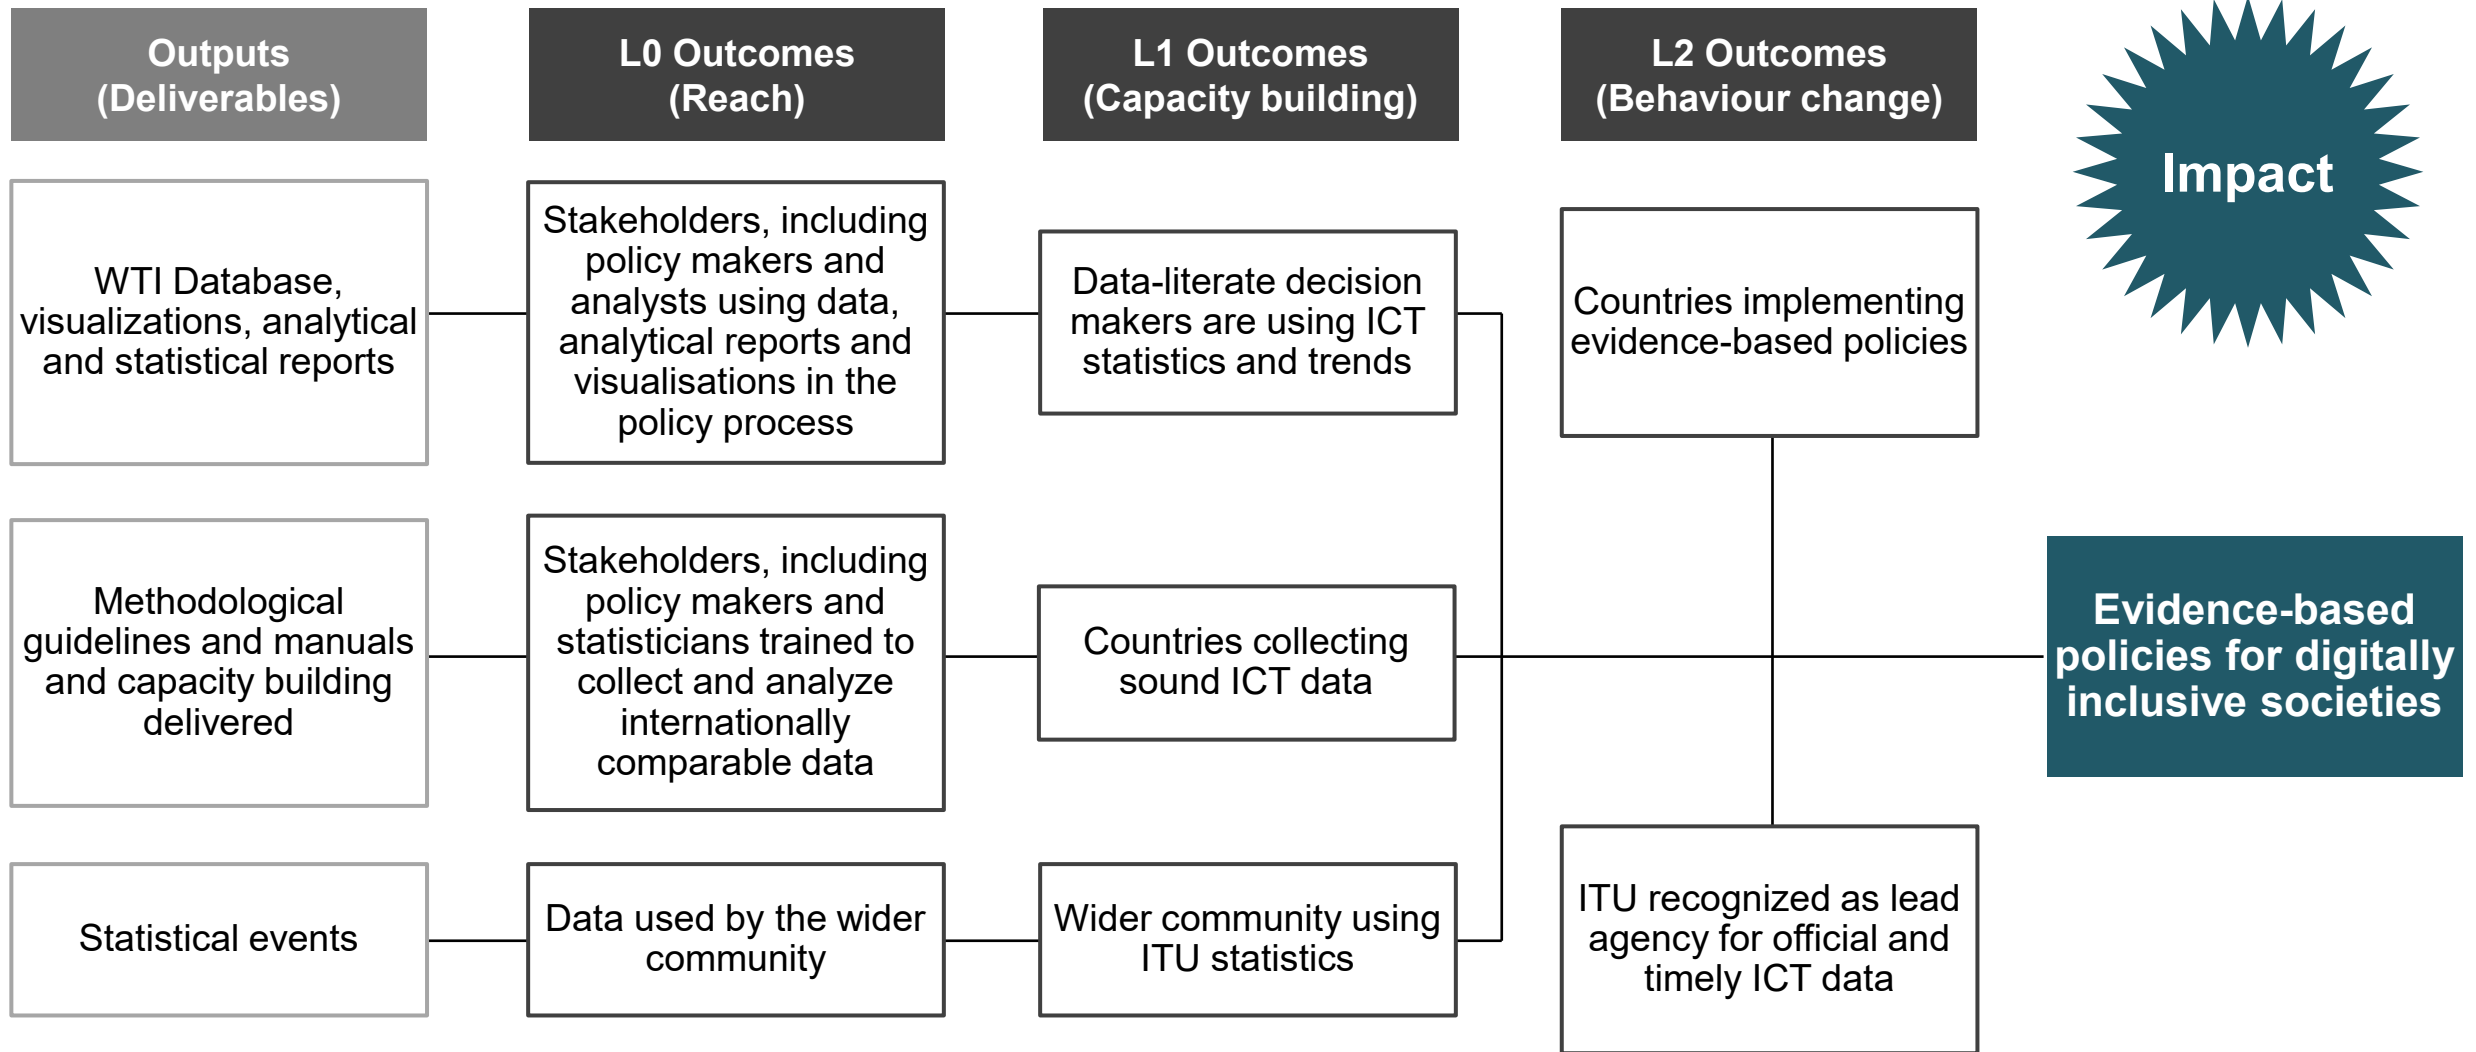 Outputs
(Deliverables)
L0 Outcomes
(Reach)
L1 Outcomes
(Capacity building)
L2 Outcomes
(Behaviour change)
Impact
WTI Database,
visualizations, analytical
and statistical reports
Stakeholders, including
policy makers and
analysts using data,
analytical reports and
visualisations in the
policy process
Data-literate decision
makers are using ICT
statistics and trends
Countries implementing
evidence-based policies
Methodological
guidelines and manuals
and capacity building
delivered
Stakeholders, including
policy makers and
statisticians trained to
collect and analyze
internationally
comparable data
Countries collecting
sound ICT data
Evidence-based
policies for digitally
inclusive societies
Statistical events
Data used by the wider
community
Wider community using
ITU statistics
ITU recognized as lead
agency for official and
timely ICT data